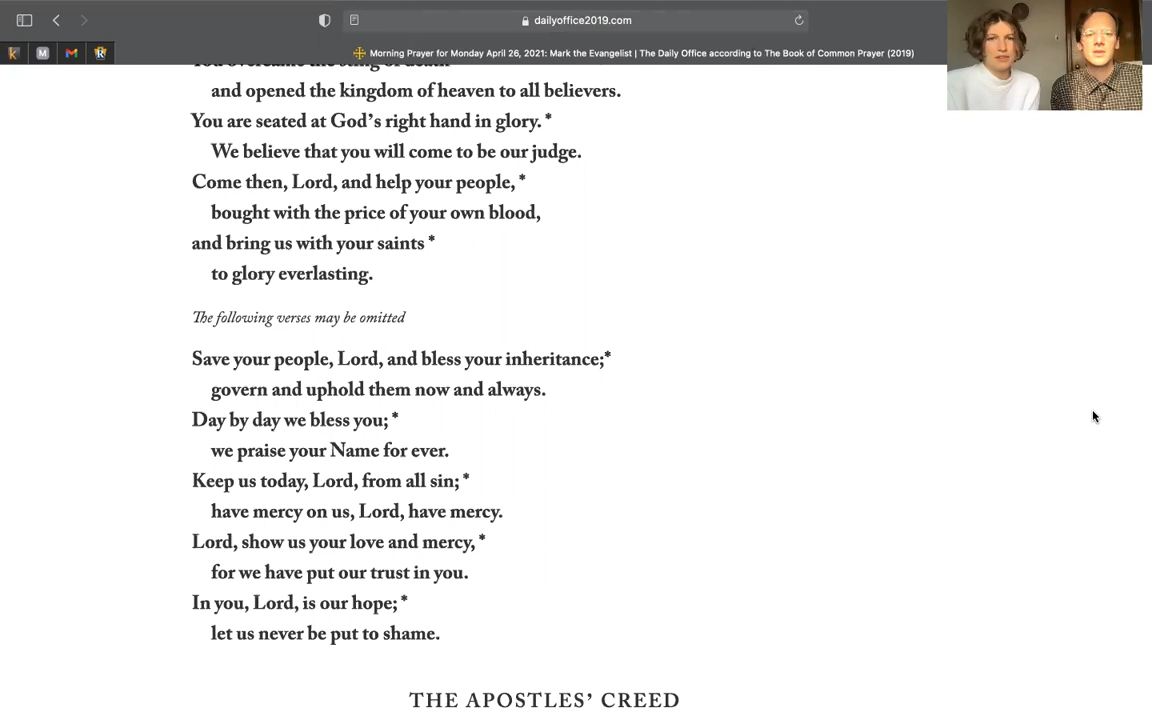 dailyoffice2019.com
K M
Morning Prayer for Monday April 26, 2021: Mark the Evangelist | The Daily Office according to The Book of Common Prayer (2019)
You overcame the sting of death
and opened the kingdom of heaven to all believers.
You are seated at God’s right hand in glory. *
We believe that you will come to be our judge.
Come then, Lord, and help your people, *
bought with the price of your own blood,
and bring us with your saints *
to glory everlasting.
The following verses may be omitted
Save your people, Lord, and bless your inheritance;*
govern and uphold them now and always.
Day by day we bless you; *
we praise your Name for ever.
Keep us today, Lord, from all sin; *
have mercy on us, Lord, have mercy.
Lord, show us your love and mercy, *
for we have put our trust in you.
In you, Lord, is our hope; *
let us never be put to shame.
THE APOSTLES’ CREED